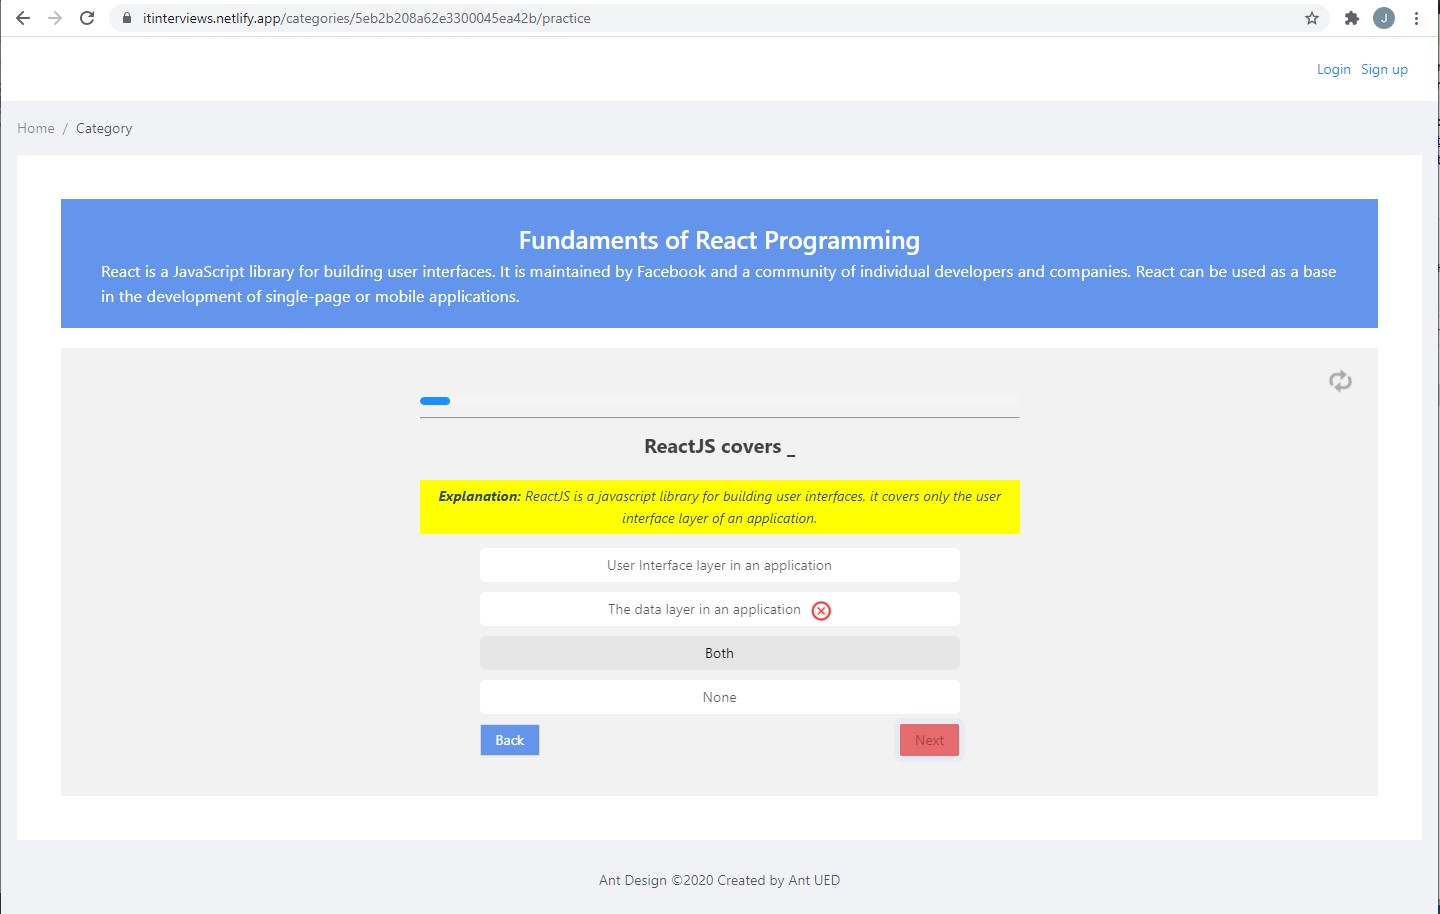 itinterviews.netlify.app/categories/5eb2b208a62e3300045ea42b/practice
J
Login Sign up
Home / Category
Fundaments of React Programming
React is a JavaScript library for building user interfaces. It is maintained by Facebook and a community of individual developers and companies. React can be used as a base
in the development of single-page or mobile applications.
ReactJS covers _
Explanation: ReactJS is a javascript library for building user interfaces. it covers only the user
interface layer of an application.
User Interface layer in an application
The data layer in an application
Both
None
Back Next
Ant Design ©2020 Created by Ant UED